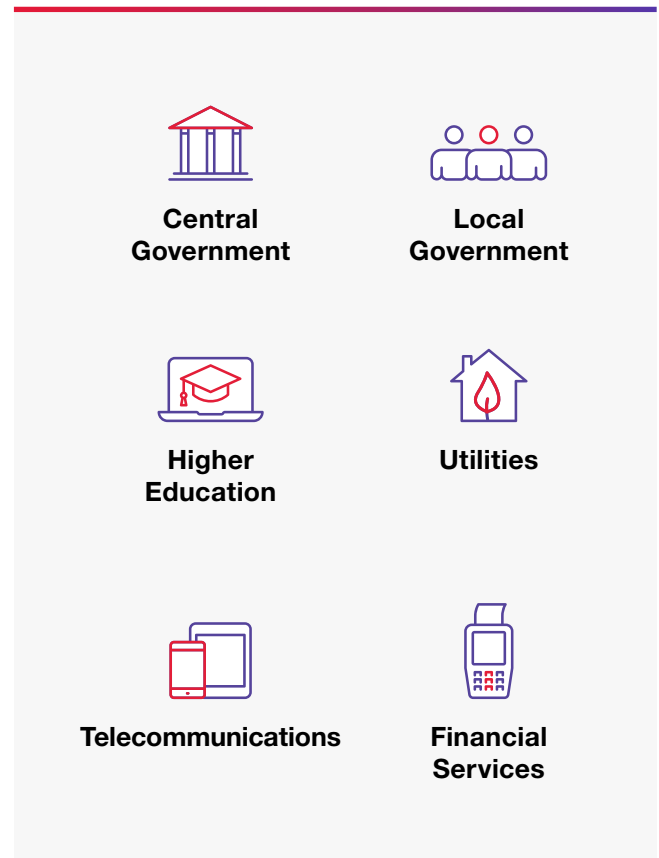 Central
Government
Local
Government
Higher
Education
Utilities
Telecommunications
Financial
Services